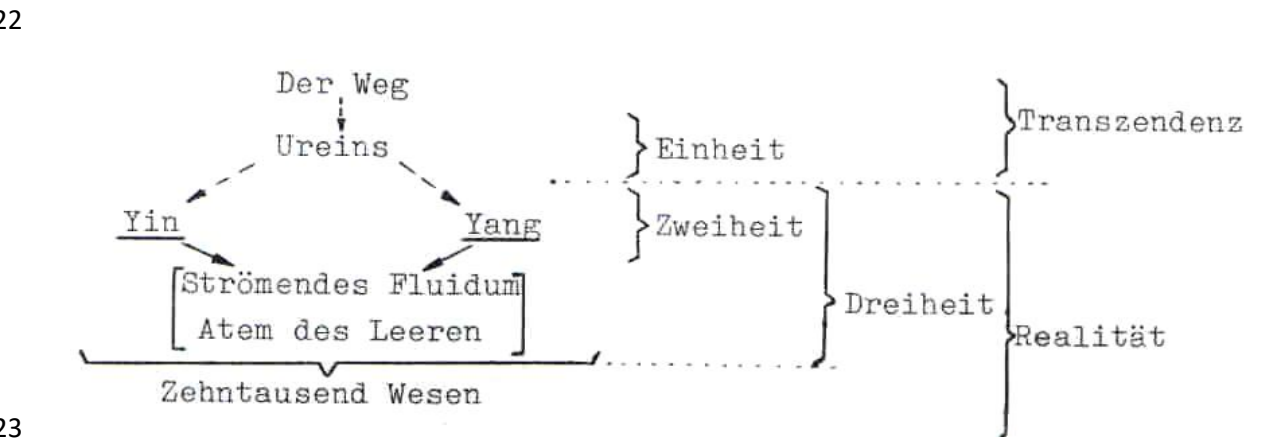 22
Der Weg
Transzendenz
Ureins
Einheit
Yin
Yang
Zweiheit
Strömendes Fluidum
Dreiheit
Atem des Leeren
Realität
Zehntausend Wesen
23